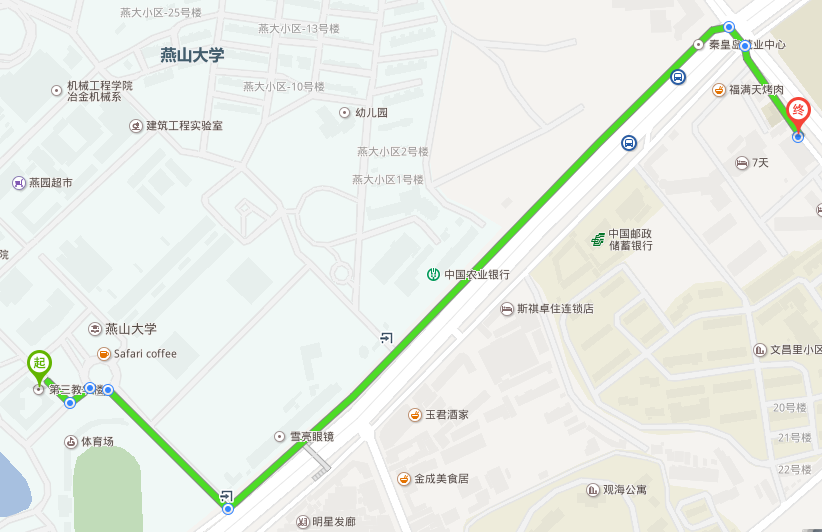 燕大小区-25号楼
燕大小区-13号楼
燕山大学
秦皇岛
业中心
机械工程学院
冶金机械系
燕大小区-10号楼
福满天烤肉
终
幼儿园
建筑工程实验室
燕大小区2号楼
7天
燕园超市
燕大小区1号楼
中国邮政
储蓄银行
院
中国农业银行
斯祺卓住连锁店
燕山大学
Safari coffee
文昌里小区
起
第三教
楼
20号楼
玉君酒家
雪亮眼镜
21号楼
体育场
22号楼
金成美食居
观海公寓
明星发廊